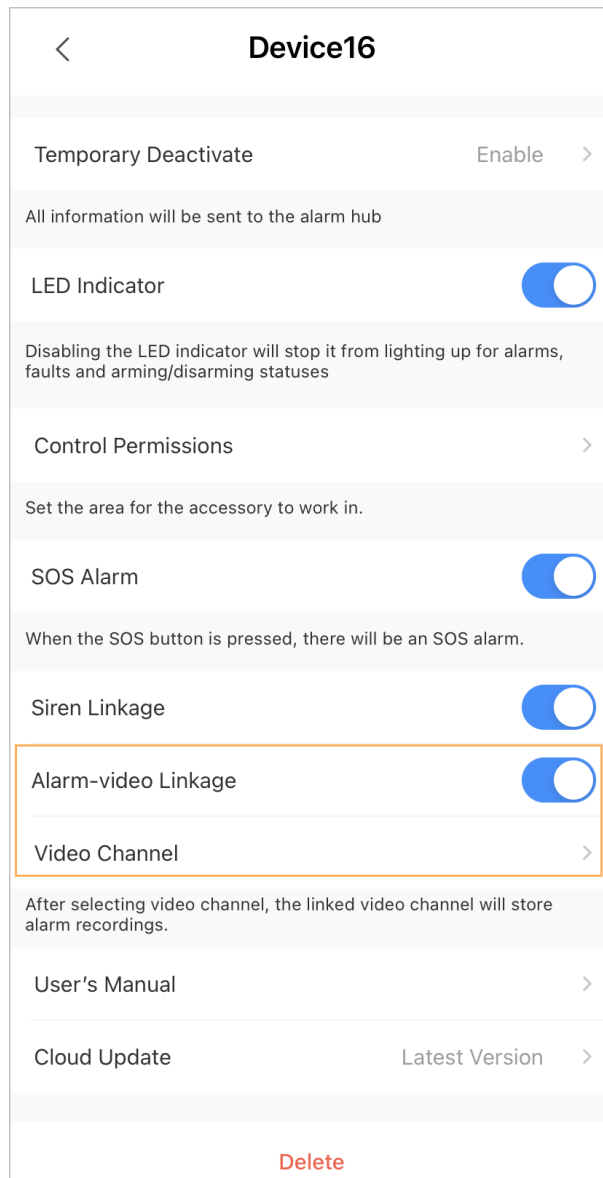 Device16
Temporary Deactivate Enable
All information will be sent to the alarm hub
LED Indicator
Disabling the LED indicator will stop it from lighting up for alarms,
faults and arming/disarming statuses
Control Permissions
Set the area for the accessory to work in.
SOS Alarm
When the SOS button is pressed, there will be an SOS alarm.
Siren Linkage
Alarm-video Linkage
Video Channel
After selecting video channel, the linked video channel will store
alarm recordings.
User’s Manual
Cloud Update Latest Version
Delete